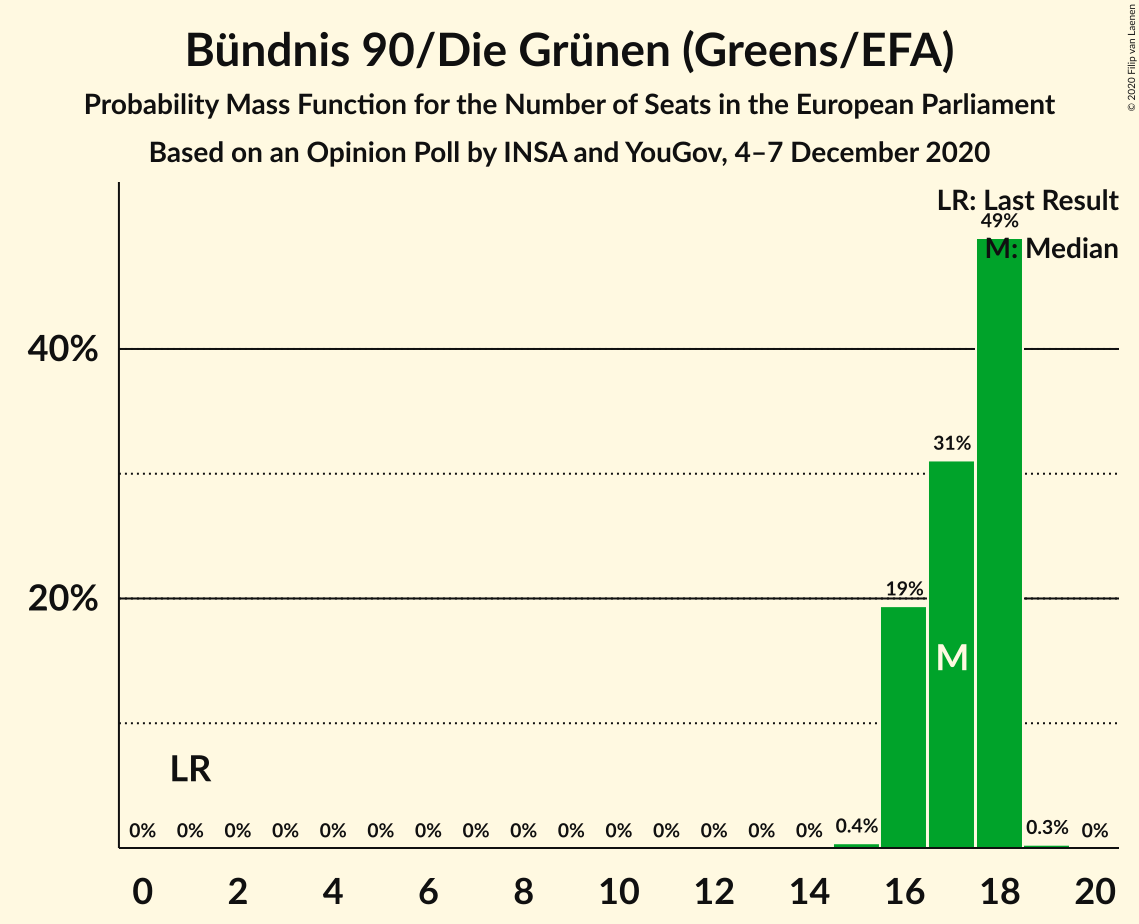 Bündnis 90/Die Grünen (Greens/EFA)
Probability Mass Function for the Number of Seats in the European Parliament
Based on an Opinion Poll by INSA and YouGov, 4–7 December 2020
© 2020 Filip van Laenen
LR: Last Result
49%
M: Median
40%
31%
20%
19%
M
LR
0% 0% 0% 0% 0% 0% 0% 0% 0% 0% 0% 0% 0% 0% 0% 0.4% 0.3% 0%
0 2 4 6 8 10 12 14 16 18 20